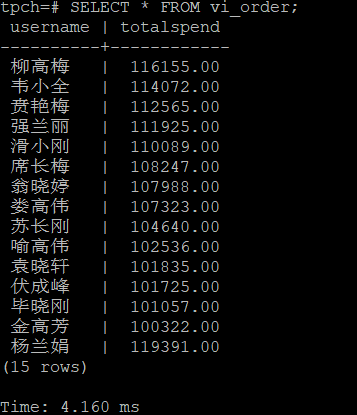 tpch=# SELECT * FROM vi_order;
username | totalspend
----------+-------------
柳高梅 | 116155.00
韦小全 | 114072.00
贲艳梅 | 112565.00
强兰丽 | 111925.00
滑小刚 | 110089.00
席长梅 | 108247.00
翁晓婷 | 107988.00
娄高伟 | 107323.00
苏长刚 | 104640.00
喻高伟 | 102536.00
袁晓轩 | 101835.00
伏成峰 | 101725.00
毕晓刚 | 101057.00
金高芳 | 100322.00
杨兰娟 | 119391.00
(15 rows)
Time: 4.160 ms